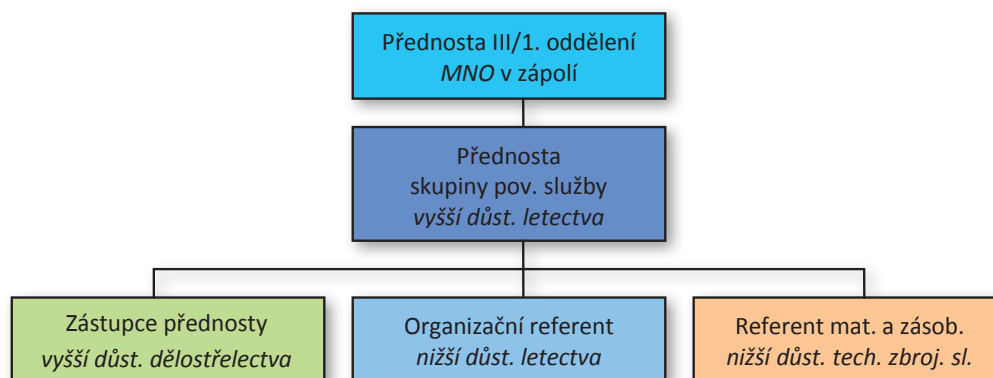 Přednosta III/1. oddělení
MNO v zápolí
Přednosta
skupiny pov. služby
vyšší důst. letectva
Zástupce přednosty
vyšší důst. dělostřelectva
Organizační referent
nižší důst. letectva
Referent mat. a zásob.
nižší důst. tech. zbroj. sl.